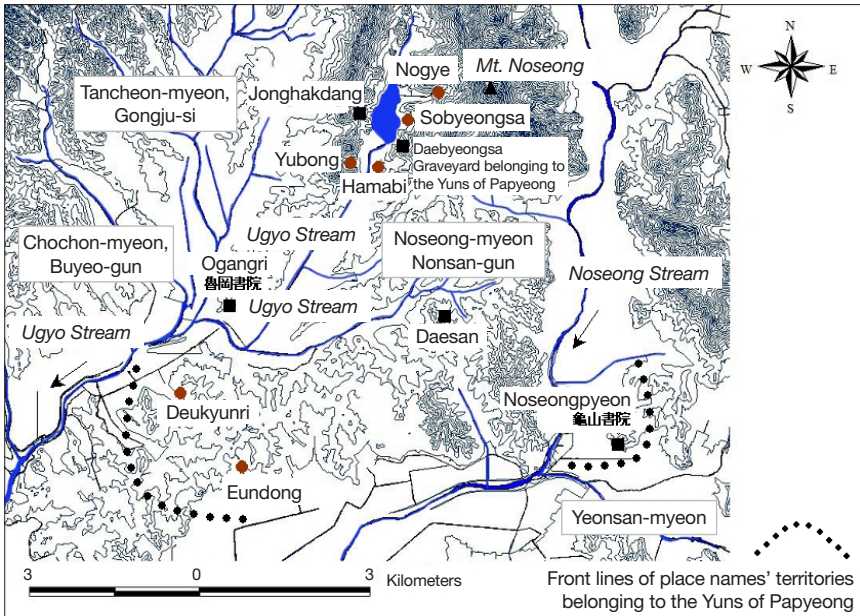 N
W
E
S
Nogye
Mt. Noseong
Tancheon-myeon,
Gongju-si
Jonghakdang
Sobyeongsa
Daebyeongsa
Graveyard belonging to
the Yuns of Papyeong
Yubong
Hamabi
Ugyo Stream
Chochon-myeon,
Buyeo-gun
Noseong-myeon
Nonsan-gun
Ogangri
魯岡書院
Noseong Stream
Ugyo Stream
Ugyo Stream
Daesan
Deukyunri
Noseongpyeon
龜山書院
Eundong
Yeonsan-myeon
3
0
3
Kilometers
Front lines of place names' territories
belonging to the Yuns of Papyeong